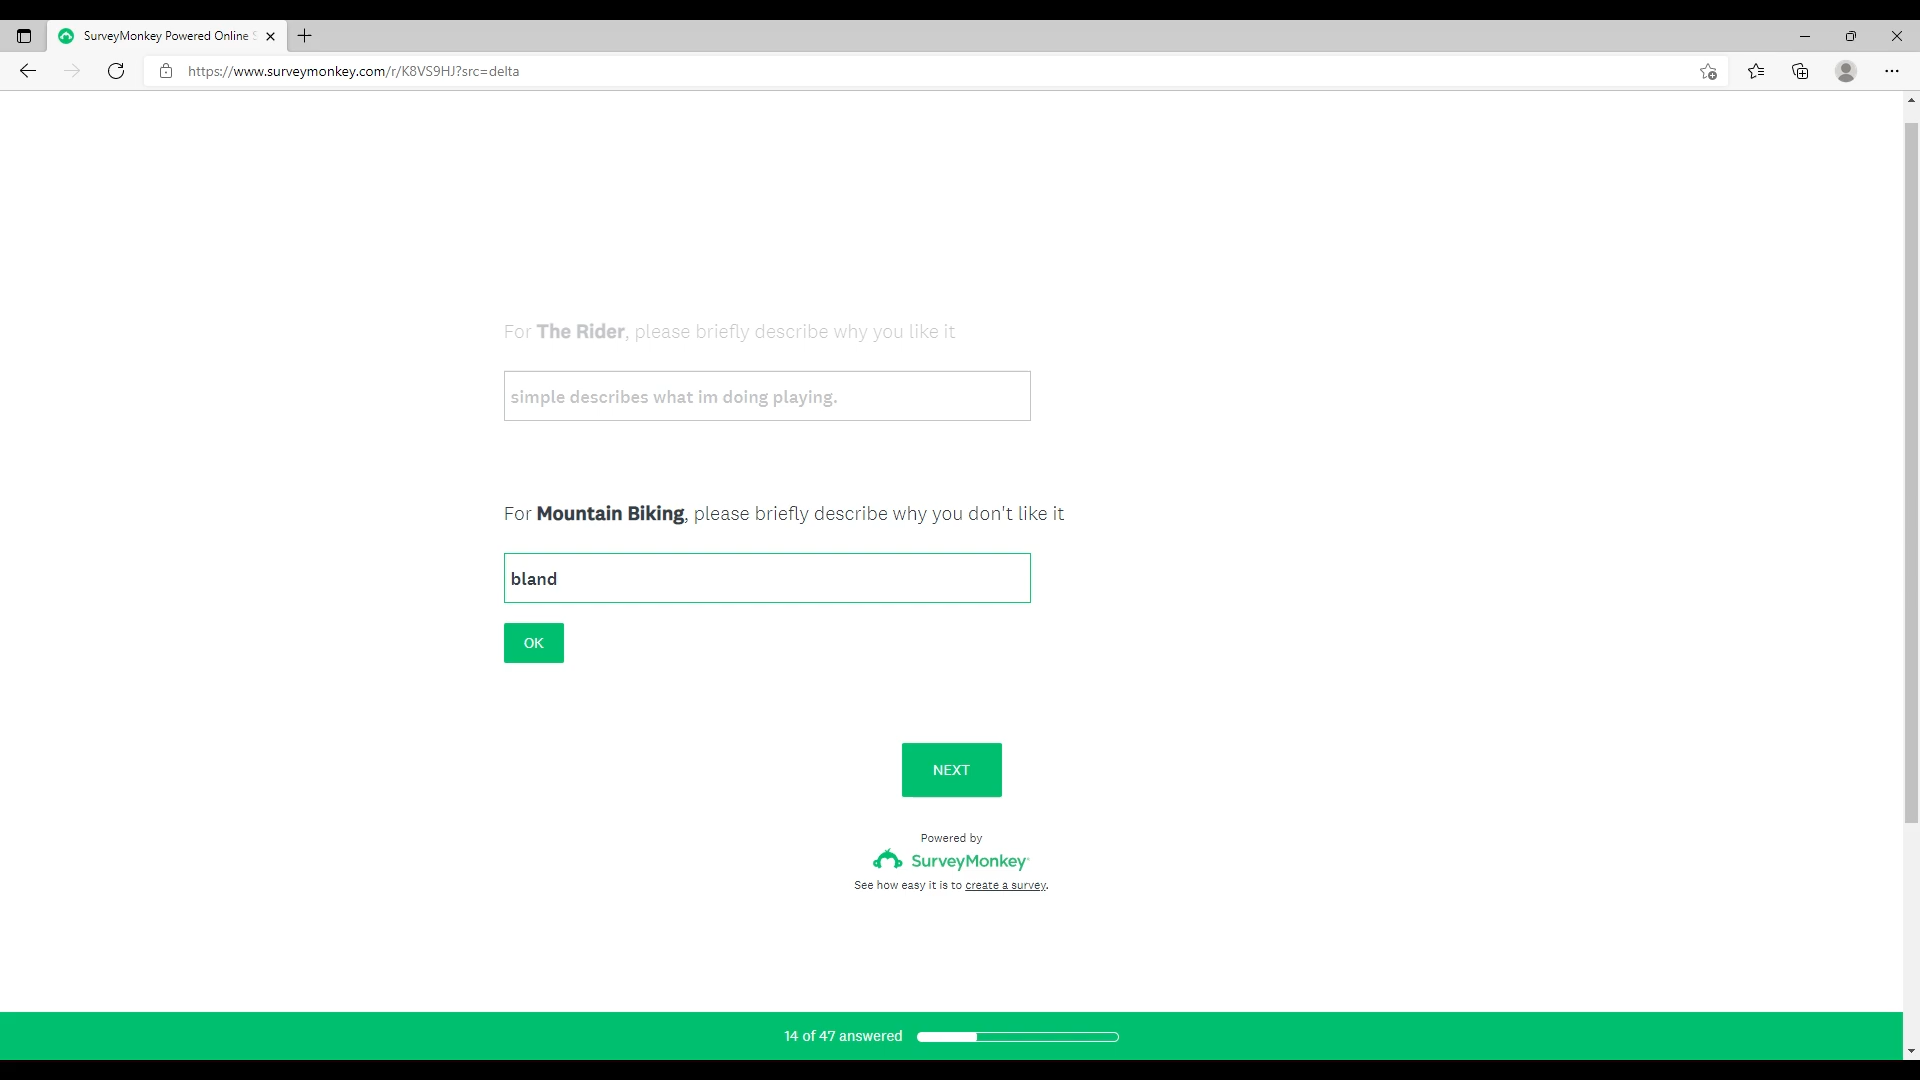 SurveyMonkey Powered Online S
https://www.surveymonkey.com/r/K8VS9HJ?src=delta
For The Rider, please briefly describe why you like it
simple describes what im doing playing.
For Mountain Biking, please briefly describe why you don't like it
bland
OK
NEXT
Powered by
SurveyMonkey
See how easy it is to create a survey.
14 of 47 answered